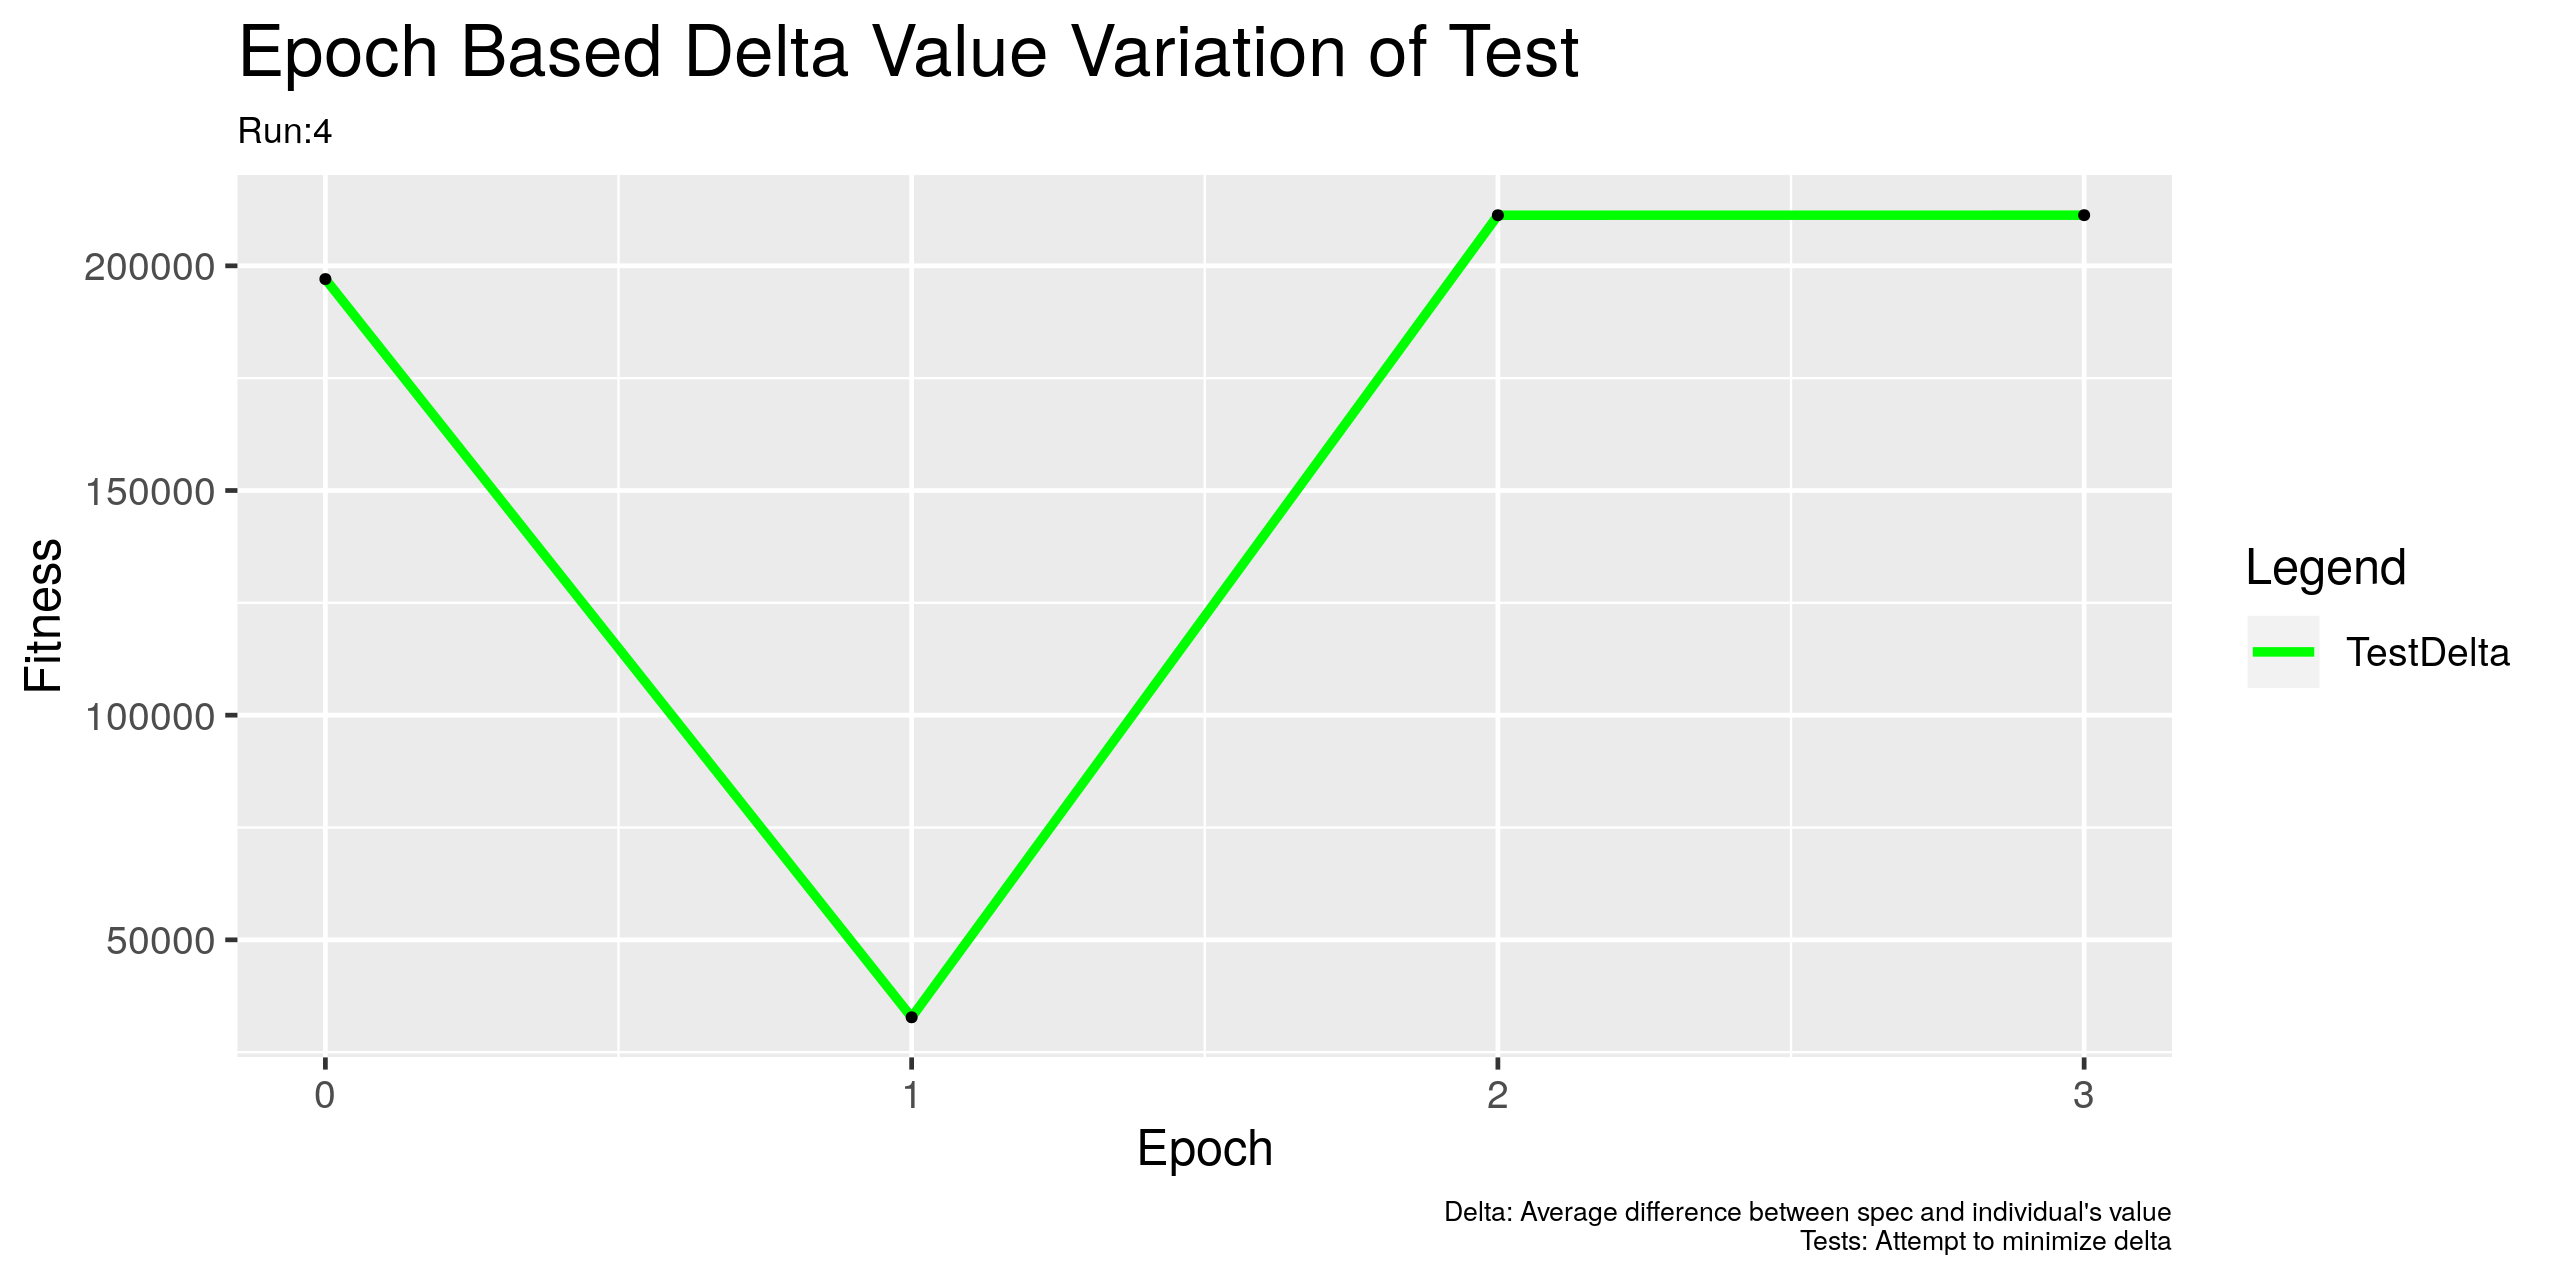 Epoch Based Delta Value Variation of Test
Run:4
Fitness
200000
150000
100000
50000
0 1 2 3
Epoch
Legend
TestDelta
Delta: Average difference between spec and individual's value
Tests: Attempt to minimize delta